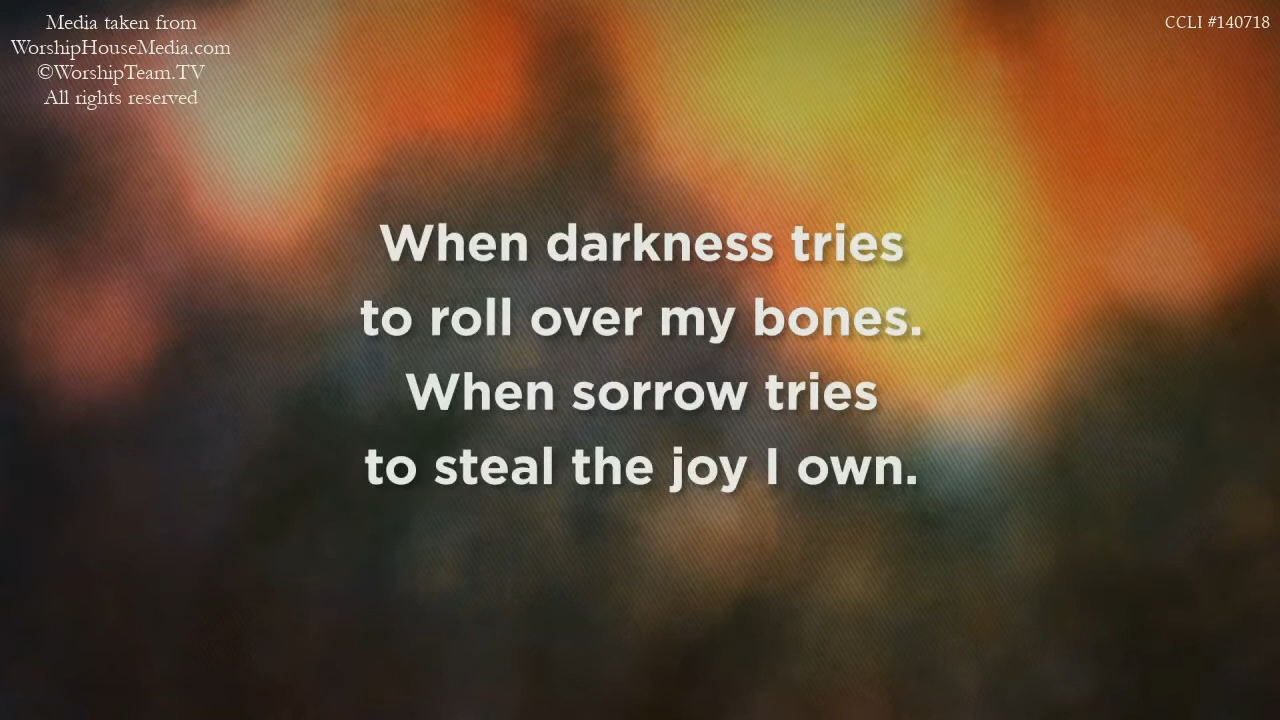 Media taken from
WorshipHouseMedia.com
©WorshipTeam.TV
All rights reserved
CCLI #140718
When darkness tries
to roll over my bones.
When sorrow tries
to steal the joy I own.